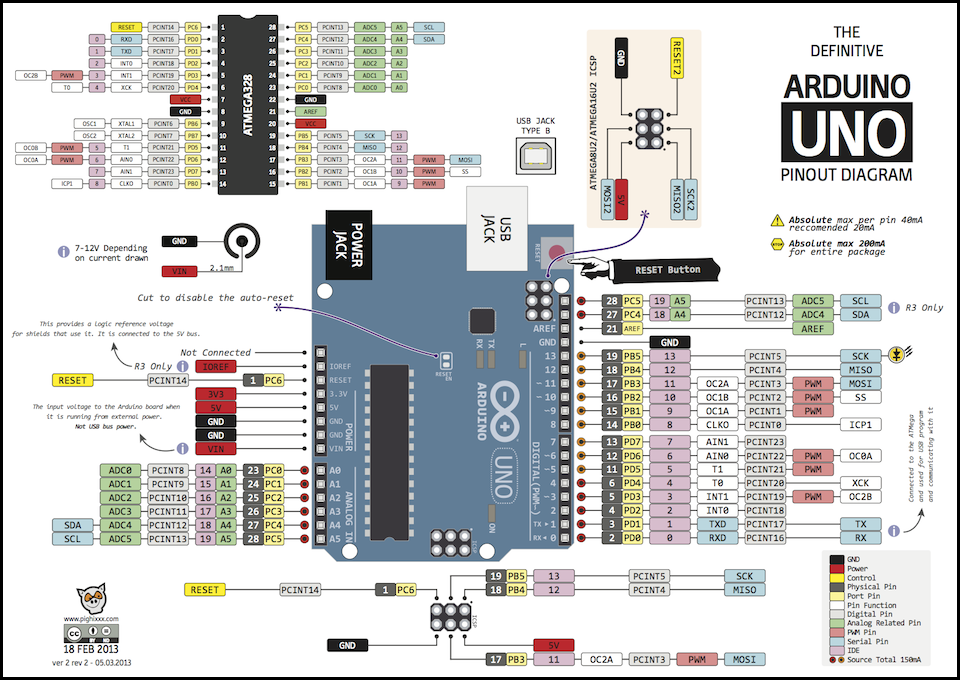 THE
DEFINITIVE
ARDUINO
UNO
PINOUT DIAGRAM
Absolute max per pin 40mA
reccomended 20mA
STOP
Absolute max 200mA
for entire package
RESET PCINT14 PC6 1
0 RXD PCINT16 PD0 2
1 TXD PCINT17 PD1 3
2 INT0 PCINT18 PD2 4
OC2B PWM 3 INT1 PCINT19 PD3 5
T0 4 XCK PCINT20 PD4 6
VCC 7
GND 8
OSC1 XTAL1 PCINT6 PB6 9
OSC2 XTAL2 PCINT7 PB7 10
OC0B PWM 5 T1 PCINT21 PD5 11
OC0A PWM 6 AIN0 PCINT22 PD6 12
7 AIN1 PCINT23 PD7 13
ICP1 8 CLKO PCINT0 PB0 14
ATMEGA328
28 PC5 PCINT13 ADC5 A5 SCL
27 PC4 PCINT12 ADC4 A4 SDA
26 PC3 PCINT11 ADC3 A3
25 PC2 PCINT10 ADC2 A2
24 PC1 PCINT9 ADC1 A1
23 PC0 PCINT8 ADC0 A0
22 GND
21 AREF
20 VCC
19 PB5 PCINT5 SCK 13
18 PB4 PCINT4 MISO 12
17 PB3 PCINT3 OC2A 11 PWM MOSI
16 PB2 PCINT2 OC1B 10 PWM SS
15 PB1 PCINT1 OC1A 9 PWM
USB JACK
TYPE B
ATMEGA8U2/ATMEGA16U2 ICSP
GND
RESET2
MOSI2
5V
MISO2
SCK2
7-12V Depending
on current drawn
GND
VIN
2.1mm
POWER
JACK
USB
JACK
RESET
RESET Button
Cut to disable the auto-reset
This provides a logic reference voltage
for shields that use it. It is connected to the 5V bus.
Not Connected
R3 Only
IOREF
RESET PCINT14 1 PC6
3V3
5V
GND
GND
VIN
The input voltage to the Arduino board when
it is running from external power.
Not USB bus power.
ADC0 PCINT8 14 A0 23 PC0
ADC1 PCINT9 15 A1 24 PC1
ADC2 PCINT10 16 A2 25 PC2
ADC3 PCINT11 17 A3 26 PC3
SDA ADC4 PCINT12 18 A4 27 PC4
SCL ADC5 PCINT13 19 A5 28 PC5
IOREF
RESET
3.3V
5V
GND
GND
VIN
POWER
A0
A1
A2
A3
A4
A5
ANALOG IN
RX
TX
L
RESET
EN
ARDUINO
UNO
ON
ICSP
AREF
GND
13
12
~11
~10
~9
8
7
~6
~5
4
~3
2
TX 1
RX 0
DIGITAL(PWM~)
28 PC5 19 A5 PCINT13 ADC5 SCL
27 PC4 18 A4 PCINT12 ADC4 SDA
R3 Only
21 AREF ADC6 AREF
GND
19 PB5 13 PCINT5 SCK
18 PB4 12 PCINT4 MISO
17 PB3 11 OC2A PCINT3 PWM MOSI
16 PB2 10 OC1B PCINT2 PWM SS
15 PB1 9 OC1A PCINT1 PWM
14 PB0 8 CLKO PCINT0 ICP1
13 PD7 7 AIN1 PCINT23
12 PD6 6 AIN0 PCINT22 PWM OC0A
11 PD5 5 T1 PCINT21 PWM
6 PD4 4 T0 PCINT20 XCK
5 PD3 3 INT1 PCINT19 PWM OC2B
4 PD2 2 INT0 PCINT18
3 PD1 1 TXD PCINT17 TX
2 PD0 0 RXD PCINT16 RX
Connected to the ATMega
and used for USB program
and communicating with it
RESET PCINT14 1 PC6
19 PB5 13 PCINT5 SCK
18 PB4 12 PCINT4 MISO
ICSP
GND
5V
17 PB3 11 OC2A PCINT3 PWM MOSI
GND
Power
Control
Physical Pin
Port Pin
Pin Function
Digital Pin
Analog Related Pin
PWM Pin
Serial Pin
IDE
Source Total 150mA
www.pighixxx.com
cc BY ND
18 FEB 2013
ver 2 rev 2 - 05.03.2013